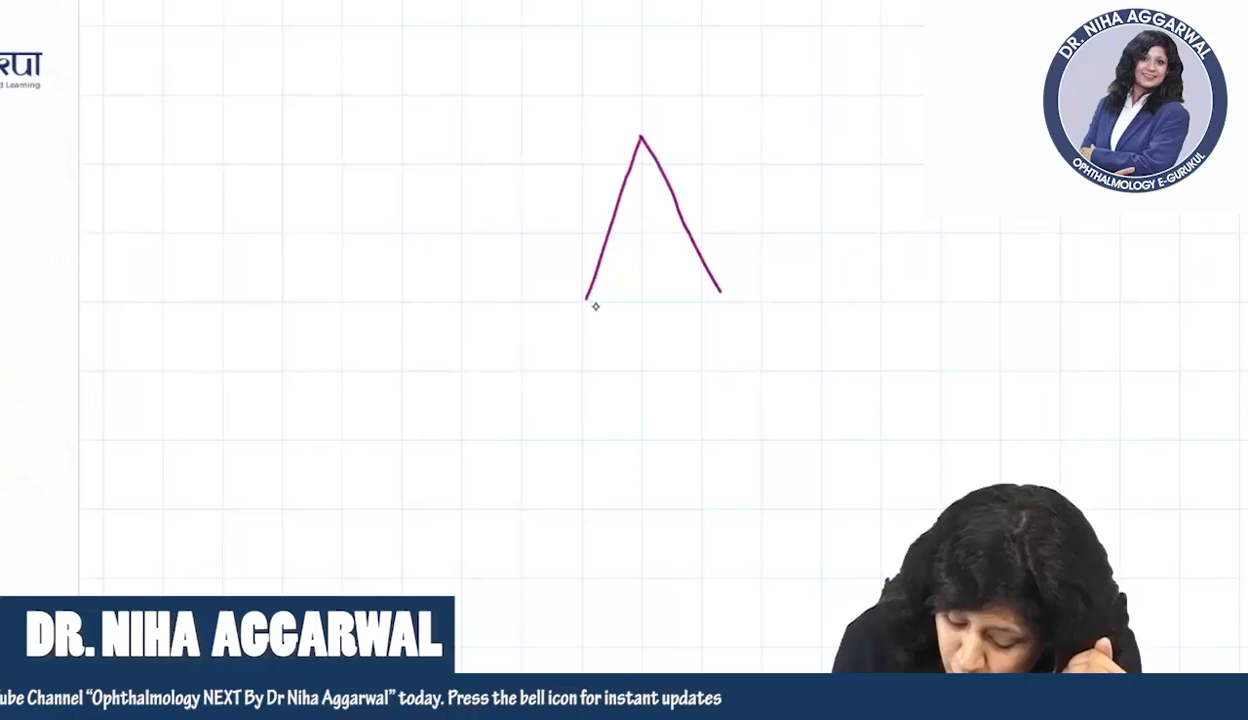 d Learning
DR. NIHA AGGARWAL
OPHTHALMOLOGY E-GURUKUL
DR. NIHA AGGARWAL
Channel “Ophthalmology NEXT By Dr Niha Aggarwal” today. Press the bell icon for instant updates